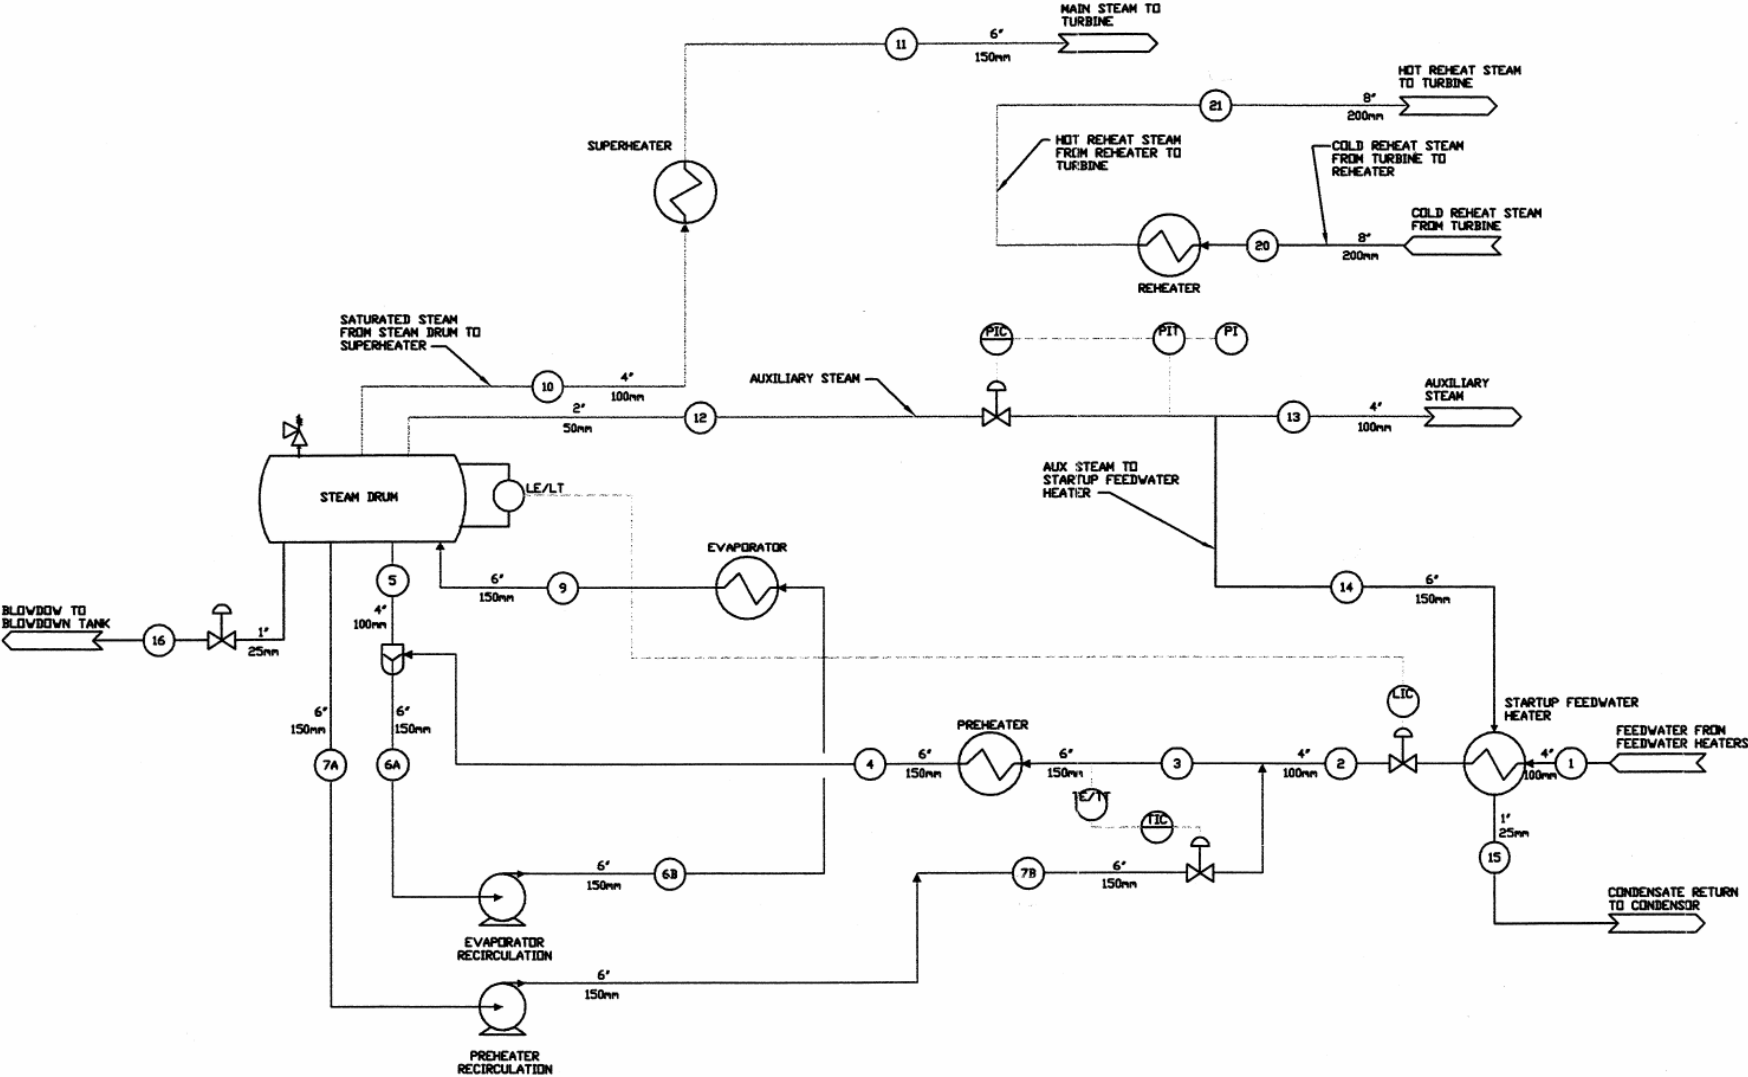 MAIN STEAM TO
TURBINE
11
6"
150mm
HOT REHEAT STEAM
TO TURBINE
21
8"
200mm
HOT REHEAT STEAM
FROM REHEATER TO
TURBINE
COLD REHEAT STEAM
FROM TURBINE TO
REHEATER
SUPERHEATER
COLD REHEAT STEAM
FROM TURBINE
20
8"
200mm
REHEATER
SATURATED STEAM
FROM STEAM DRUM TO
SUPERHEATER
PIC
PIT
PI
10
4"
100mm
AUXILIARY STEAM
AUXILIARY
STEAM
2"
50mm
12
13
4"
100mm
STEAM DRUM
LE/LT
AUX STEAM TO
STARTUP FEEDWATER
HEATER
EVAPORATOR
5
6"
150mm
9
14
6"
150mm
4"
100mm
BLOWDOW TO
BLOWDOWN TANK
16
1"
25mm
LIC
6"
150mm
6"
150mm
PREHEATER
STARTUP FEEDWATER
HEATER
FEEDWATER FROM
FEEDWATER HEATERS
7A
6A
4
6"
150mm
6"
150mm
3
4"
100mm
2
4"
100mm
1
TE/TT
TIC
1"
25mm
15
6"
150mm
6B
7B
6"
150mm
CONDENSATE RETURN
TO CONDENSOR
EVAPORATOR
RECIRCULATION
6"
150mm
PREHEATER
RECIRCULATION